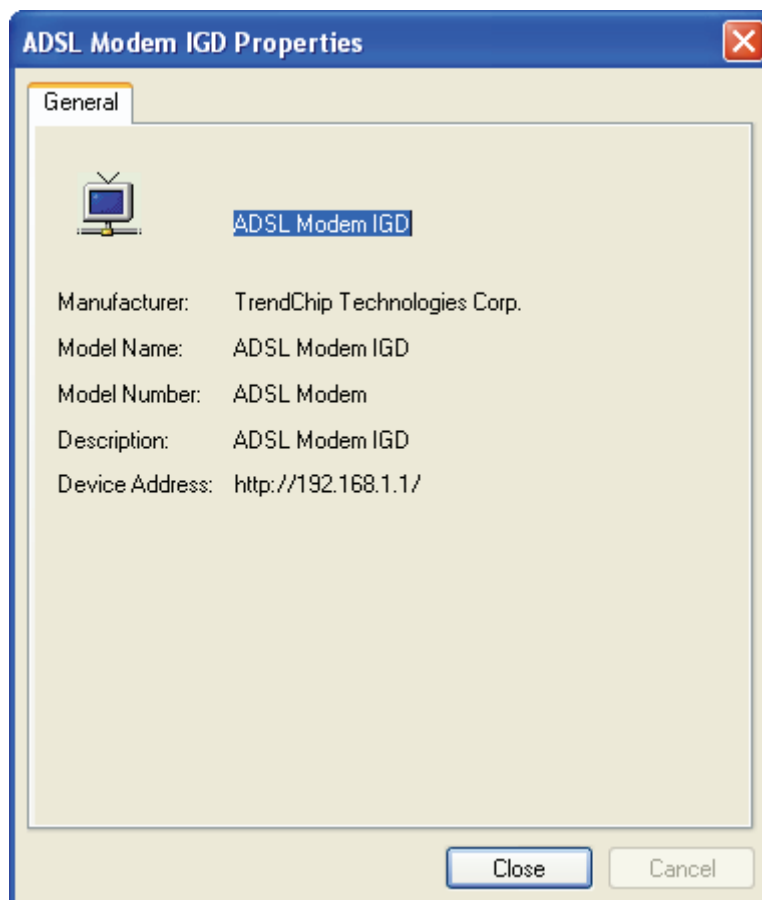 ADSL Modem IGD Properties
General
ADSL Modem IGD
Manufacturer: TrendChip Technologies Corp.
Model Name: ADSL Modem IGD
Model Number: ADSL Modem
Description: ADSL Modem IGD
Device Address: http://192.168.1.1/
Close Cancel